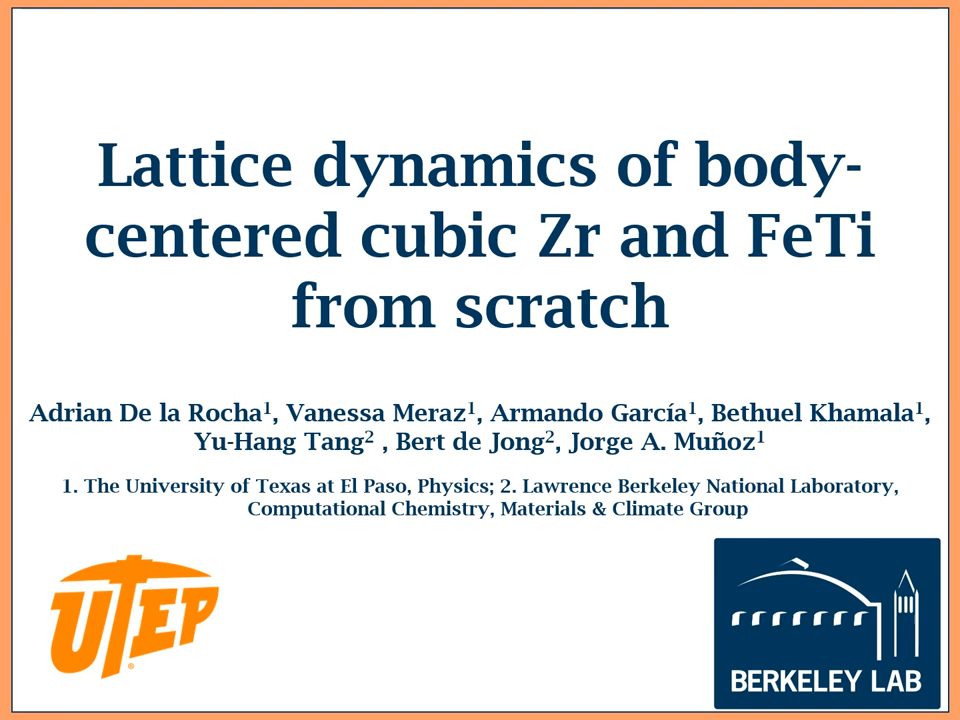 Lattice dynamics of body-
centered cubic Zr and FeTi
from scratch
Adrian De la Rocha¹, Vanessa Meraz¹, Armando García¹, Bethuel Khamala¹,
Yu-Hang Tang² , Bert de Jong², Jorge A. Muñoz¹
1. The University of Texas at El Paso, Physics; 2. Lawrence Berkeley National Laboratory,
Computational Chemistry, Materials & Climate Group
UTEP®
BERKELEY LAB